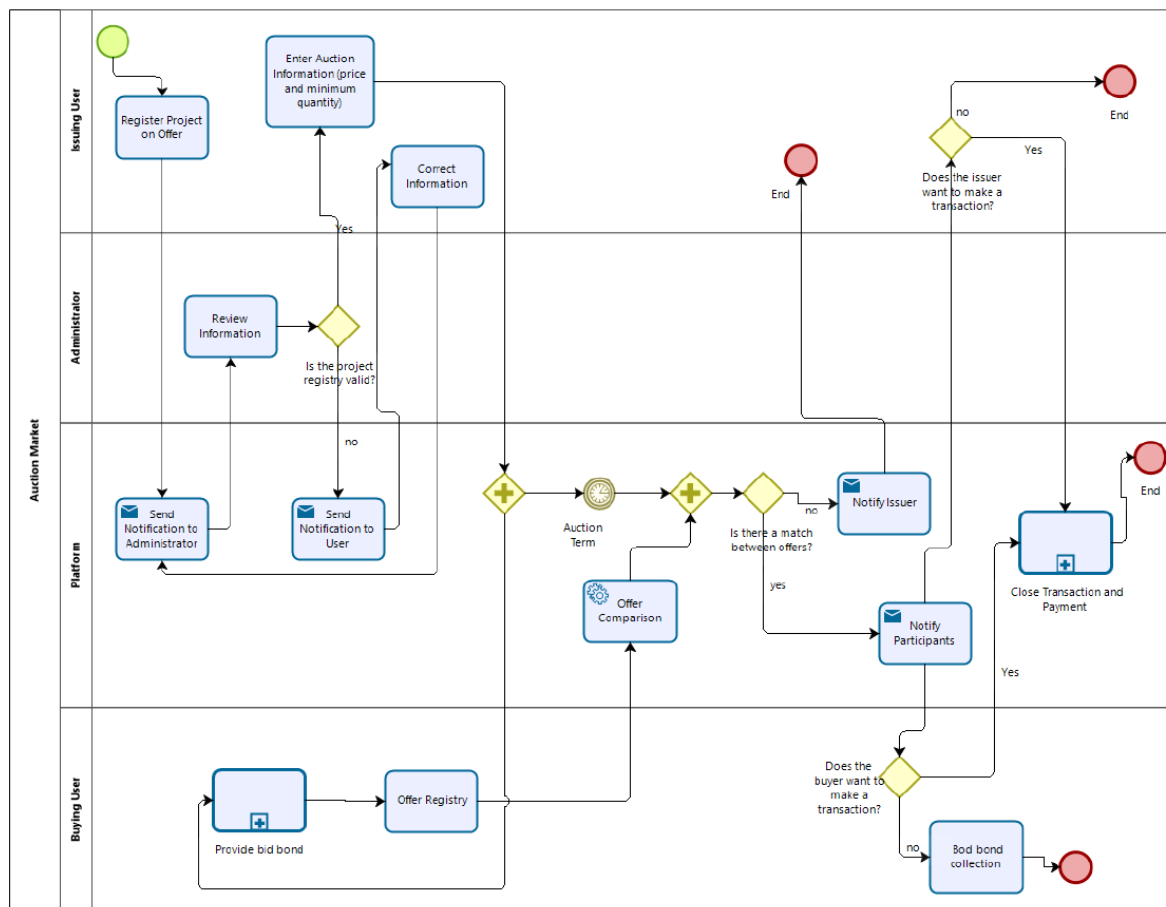 Auction Market
Issuing User
Register Project
on Offer
Enter Auction
Information (price
and minimum
quantity)
Correct
Information
Yes
End
no
End
Yes
Does the issuer
want to make a
transaction?
Administrator
Review
Information
Is the project
registry valid?
no
Platform
Send
Notification to
Administrator
Send
Notification to
User
Auction
Term
Offer
Comparison
Is there a match
between offers?
no
yes
Notify Issuer
Notify
Participants
End
Close Transaction and
Payment
Yes
Buying User
Provide bid bond
Offer Registry
Does the
buyer want to
make a
transaction?
no
Bod bond
collection